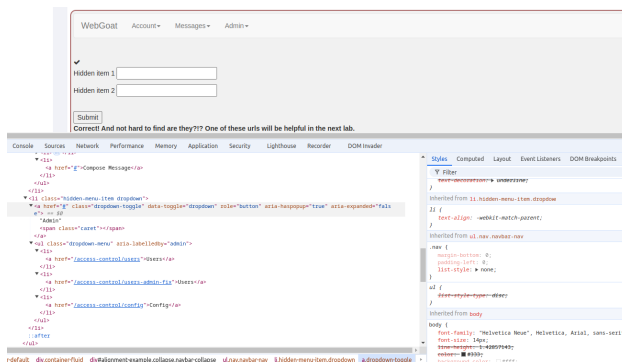 WebGoat Account Messages Admin
Hidden item 1
Hidden item 2
Submit
Correct! And not hard to find are they?!? One of these urls will be helpful in the next lab.
Console Sources Network Performance Memory Application Security Lighthouse Recorder DOM Invader
▼<li>
<a href="#">Compose Message</a>
</li>
</ul>
</li>
▼<li class="hidden-menu-item dropdown">
▼<a href="#" class="dropdown-toggle" data-toggle="dropdown" role="button" aria-haspopup="true" aria-expanded="fals
e"> == $0
"Admin"
<span class="caret"></span>
</a>
▼<ul class="dropdown-menu" aria-labelledby="admin">
▼<li>
<a href="/access-control/users">Users</a>
</li>
▼<li>
<a href="/access-control/users-admin-fix">Users</a>
</li>
▼<li>
<a href="/access-control/config">Config</a>
</li>
</ul>
</li>
::after
</ul>
r-default div.container-fluid div#alignment-example.collapse.navbar-collapse ul.nav.navbar-nav li.hidden-menu-item.dropdown a.dropdown-toggle
Styles Computed Layout Event Listeners DOM Breakpoints
Filter
text-decoration: ▶ underline;
}
Inherited from li.hidden-menu-item.dropdow
li {
text-align: -webkit-match-parent;
}
Inherited from ul.nav.navbar-nav
.nav {
margin-bottom: 0;
padding-left: 0;
list-style: ▶ none;
}
ul {
list-style-type: disc;
}
Inherited from body
body {
font-family: "Helvetica Neue", Helvetica, Arial, sans-seri
font-size: 14px;
line-height: 1.42857143;
color: #333;